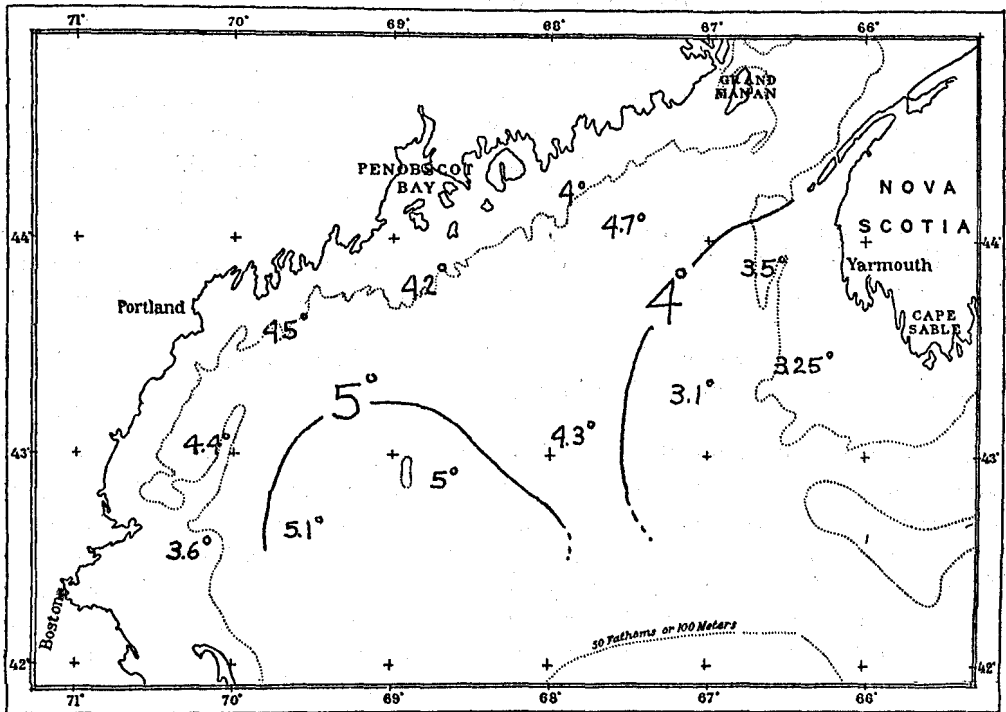 71° 70° 69° 68° 67° 66°
GRAND
MANAN
PENOBSCOT
BAY
4°
NOVA
4.7°
SCOTIA
44° 44°
4°
3.5°
Yarmouth
4.2°
Portland
CAPE
SABLE
4.5°
3.25°
5°
3.1°
4.3°
4.4°
43° 43°
5°
5.1°
3.6°
Boston
50 Fathoms or 100 Meters
42° 42°
71° 70° 69° 68° 67° 66°